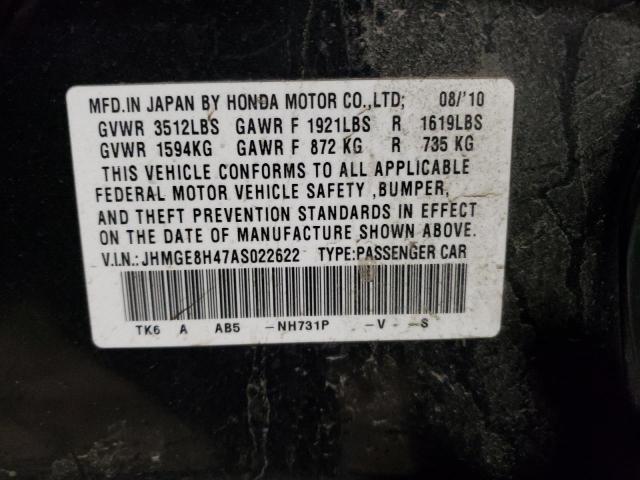 MFD.IN JAPAN BY HONDA MOTOR CO.,LTD; 08/'10
GVWR 3512LBS GAWR F 1921LBS R 1619LBS
GVWR 1594KG GAWR F 872 KG R 735 KG
THIS VEHICLE CONFORMS TO ALL APPLICABLE
FEDERAL MOTOR VEHICLE SAFETY ,BUMPER,
AND THEFT PREVENTION STANDARDS IN EFFECT
ON THE DATE OF MANUFACTURE SHOWN ABOVE.
V.I.N.:JHMGE8H47AS022622 TYPE:PASSENGER CAR
TK6 A AB5 -NH731P -V -S